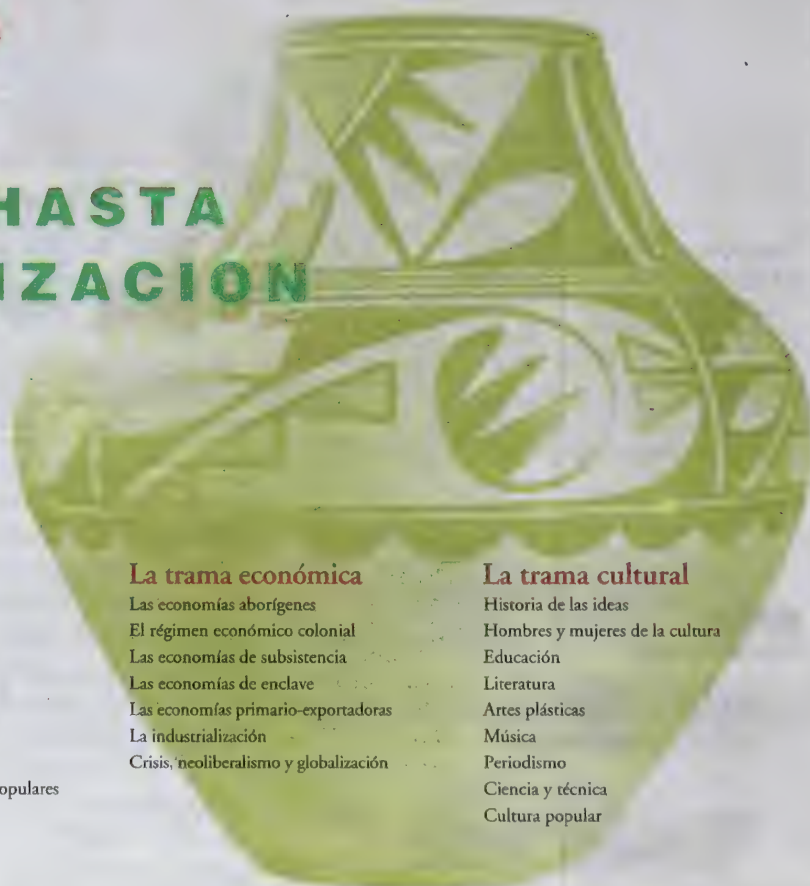 HASTA
IZACION
La trama económica
Las economías aborígenes
El régimen económico colonial
Las economías de subsistencia
Las economías de enclave
Las economías primario-exportadoras
La industrialización
Crisis, neoliberalismo y globalización
opulares
La trama cultural
Historia de las ideas
Hombres y mujeres de la cultura
Educación
Literatura
Artes plásticas
Música
Periodismo
Ciencia y técnica
Cultura popular